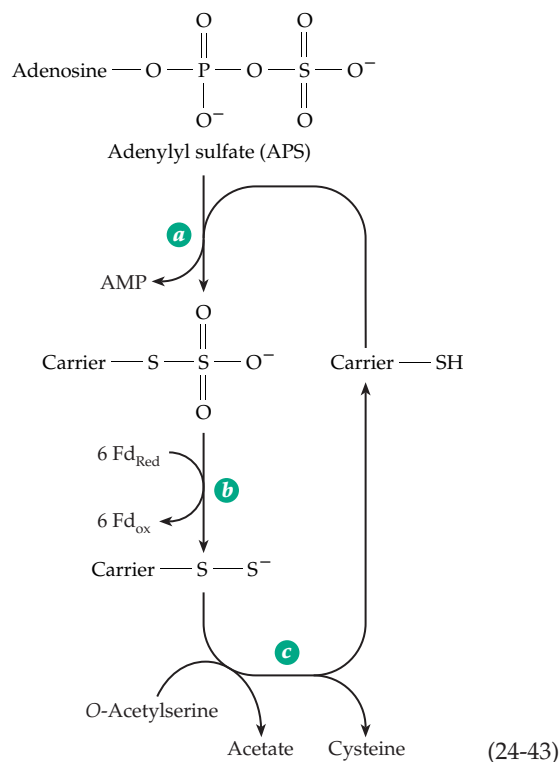 O
Adenosine — O — P — O — S — O⁻
O
O⁻
O
Adenylyl sulfate (APS)
a
AMP
O
Carrier — S — S — O⁻
O
Carrier — SH
6 Fd_Red
b
6 Fd_ox
Carrier — S — S⁻
c
O-Acetylserine
Acetate
Cysteine
(24-43)